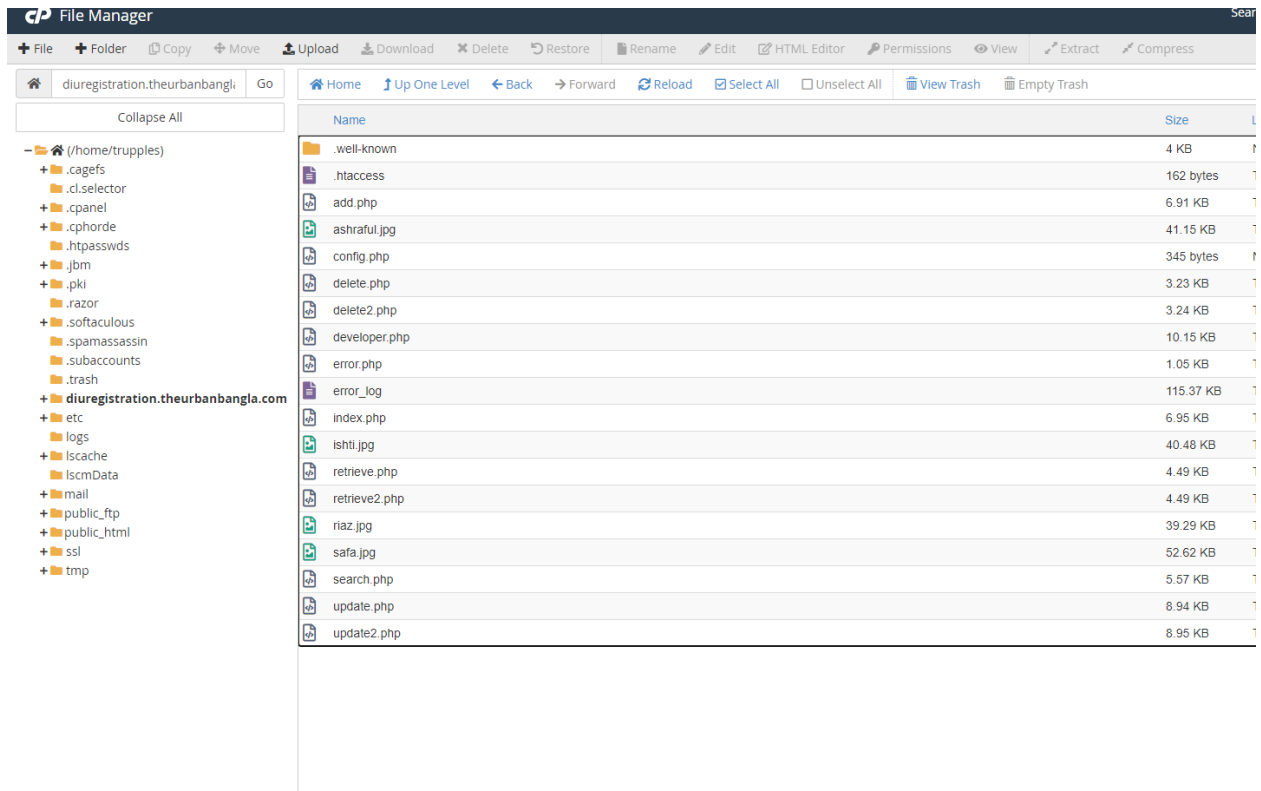 cP File Manager
Sear
File Folder Copy Move Upload Download Delete Restore Rename Edit HTML Editor Permissions View Extract Compress
diuregistration.theurbanbangla Go
Home Up One Level Back Forward Reload Select All Unselect All View Trash Empty Trash
Collapse All
Name Size
(/home/trupples)
.cagefs
.cl.selector
.cpanel
.cphorde
.htpasswds
.jbm
.pki
.razor
.softaculous
.spamassassin
.subaccounts
.trash
diuregistration.theurbanbangla.com
etc
logs
lscache
lscmData
mail
public_ftp
public_html
ssl
tmp
.well-known 4 KB
.htaccess 162 bytes
add.php 6.91 KB
ashraful.jpg 41.15 KB
config.php 345 bytes
delete.php 3.23 KB
delete2.php 3.24 KB
developer.php 10.15 KB
error.php 1.05 KB
error_log 115.37 KB
index.php 6.95 KB
ishti.jpg 40.48 KB
retrieve.php 4.49 KB
retrieve2.php 4.49 KB
riaz.jpg 39.29 KB
safa.jpg 52.62 KB
search.php 5.57 KB
update.php 8.94 KB
update2.php 8.95 KB